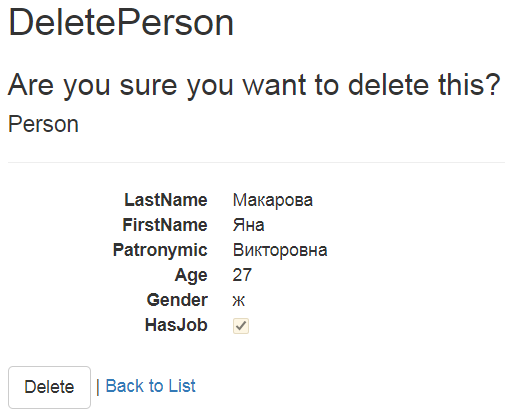 DeletePerson
Are you sure you want to delete this?
Person
LastName Макарова
FirstName Яна
Patronymic Викторовна
Age 27
Gender ж
HasJob
Delete | Back to List